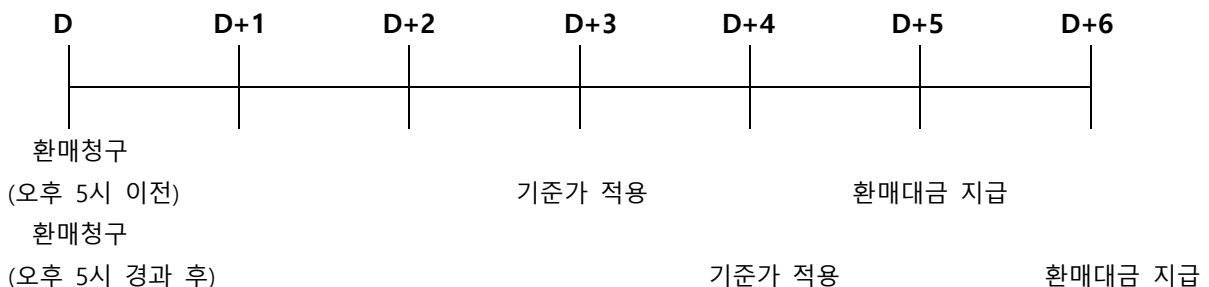 D D+1 D+2 D+3 D+4 D+5 D+6
환매청구
(오후 5시 이전) 기준가 적용 환매대금 지급
환매청구
(오후 5시 경과 후) 기준가 적용 환매대금 지급